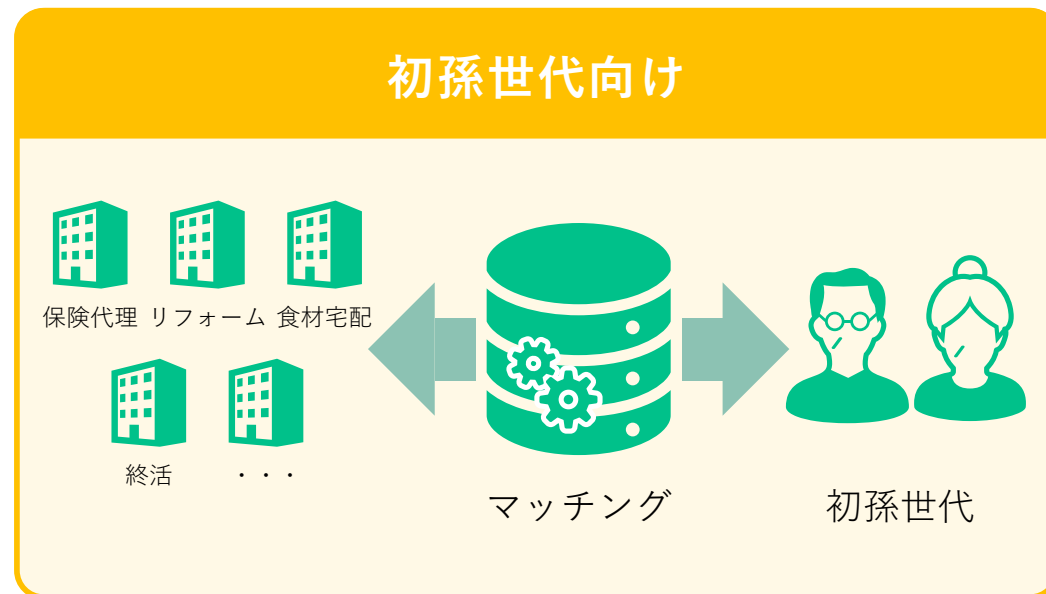 初孫世代向け
保険代理 リフォーム 食材宅配
終活 ・・・
マッチング
初孫世代